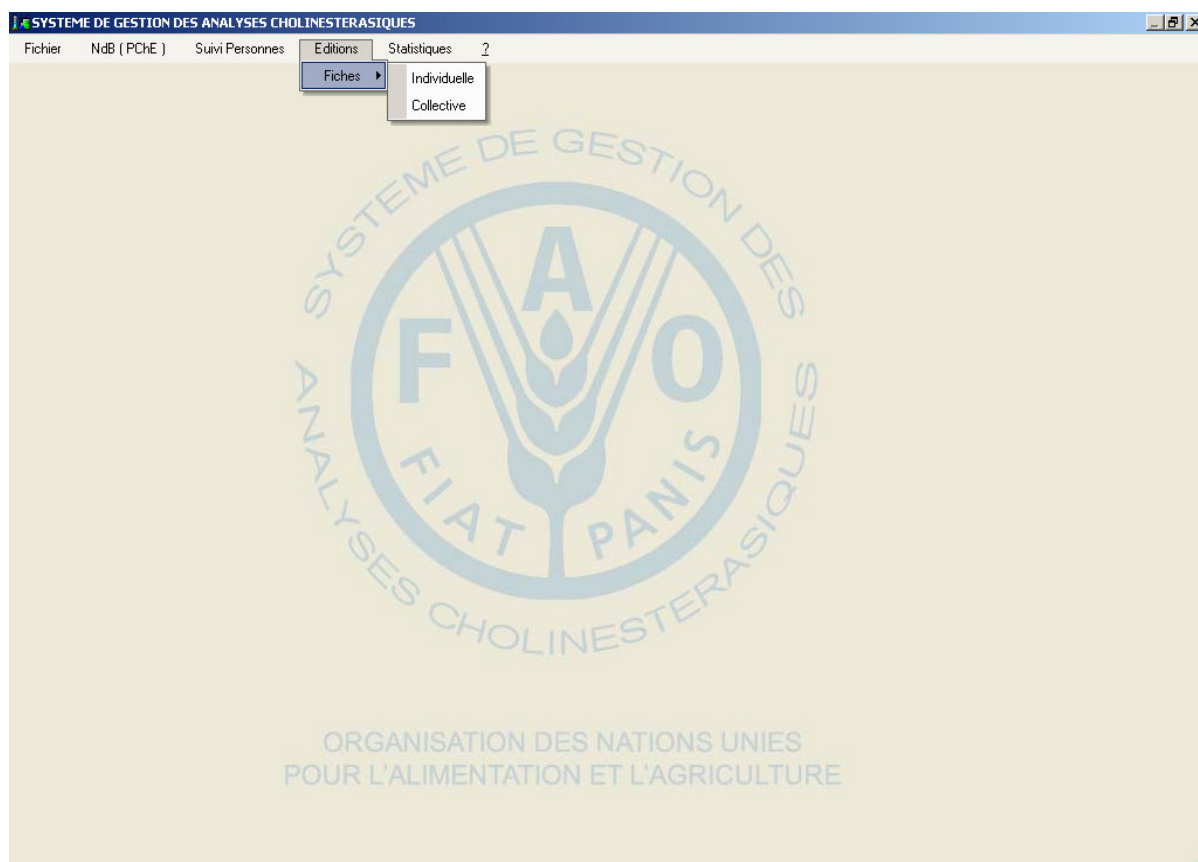 SYSTEME DE GESTION DES ANALYSES CHOLINESTERASIQUES
Fichier NdB ( PChE ) Suivi Personnes Editions Statistiques ?
Fiches Individuelle
Collective
SYSTEME DE GESTION DES
ANALYSES CHOLINESTERASIQUES
F A O
FIAT PANIS
ORGANISATION DES NATIONS UNIES
POUR L'ALIMENTATION ET L'AGRICULTURE